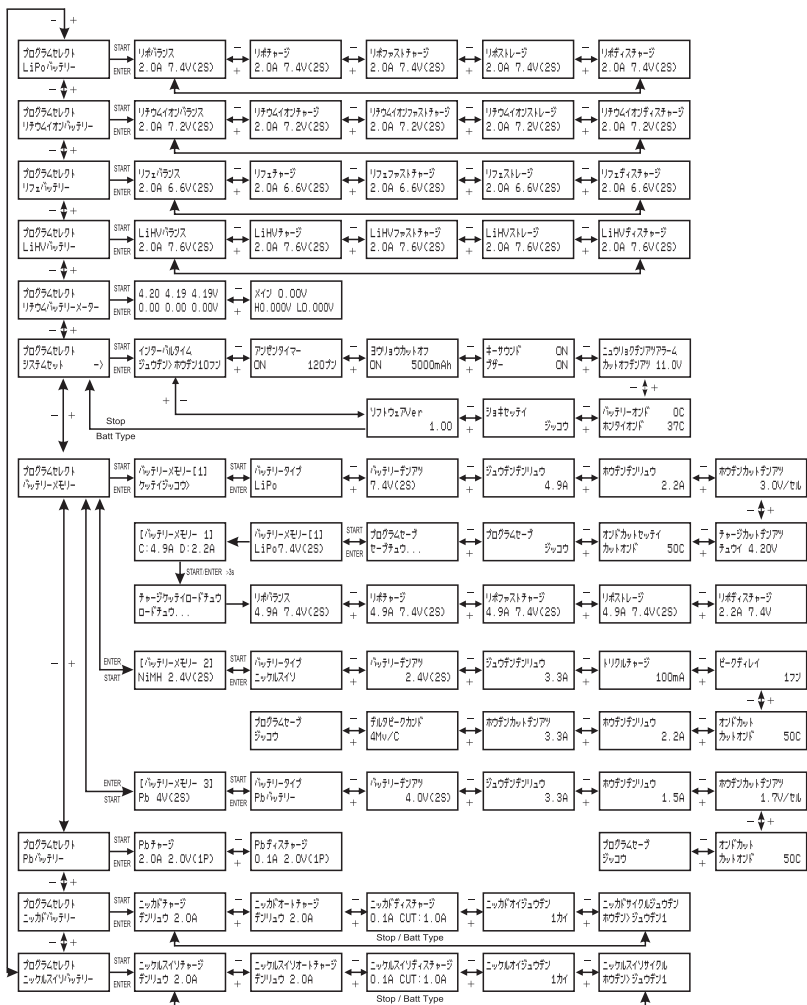 − +
プログラムセレクト
LiPoバッテリー
START
ENTER
リポバランス
2.0A 7.4V(2S)
− +
リポチャージ
2.0A 7.4V(2S)
− +
リポファストチャージ
2.0A 7.4V(2S)
− +
リポストレージ
2.0A 7.4V(2S)
− +
リポディスチャージ
2.0A 7.4V(2S)
− +
プログラムセレクト
リチウムイオンバッテリー
START
ENTER
リチウムイオンバランス
2.0A 7.2V(2S)
− +
リチウムイオンチャージ
2.0A 7.2V(2S)
− +
リチウムイオンファストチャージ
2.0A 7.2V(2S)
− +
リチウムイオンストレージ
2.0A 7.2V(2S)
− +
リチウムイオンディスチャージ
2.0A 7.2V(2S)
− +
プログラムセレクト
リフェバッテリー
START
ENTER
リフェバランス
2.0A 6.6V(2S)
− +
リフェチャージ
2.0A 6.6V(2S)
− +
リフェファストチャージ
2.0A 6.6V(2S)
− +
リフェストレージ
2.0A 6.6V(2S)
− +
リフェディスチャージ
2.0A 6.6V(2S)
− +
プログラムセレクト
LiHVバッテリー
START
ENTER
LiHVバランス
2.0A 7.6V(2S)
− +
LiHVチャージ
2.0A 7.6V(2S)
− +
LiHVファストチャージ
2.0A 7.6V(2S)
− +
LiHVストレージ
2.0A 7.6V(2S)
− +
LiHVディスチャージ
2.0A 7.6V(2S)
− +
プログラムセレクト
リチウムバッテリーメーター
START
ENTER
4.20 4.19 4.19V
0.00 0.00 0.00V
− +
メイン 0.00V
H0.000V L0.000V
− +
プログラムセレクト
システムセット ->
START
ENTER
インターバルタイム
ジュウデン>ホウデン10フン
− +
アンゼンタイマー
ON 120プン
− +
ヨウリョウカットオフ
ON 5000mAh
− +
キーサウンド ON
ブザー ON
− +
ニュウリョクデンアツアラーム
カットオフデンアツ 11.0V
− +
+ −
Stop
Batt Type
ソフトウェアVer
1.00
− +
ショキセッテイ
ジッコウ
− +
バッテリーオンド 0C
ホンタイオンド 37C
− +
プログラムセレクト
バッテリーメモリー
START
ENTER
バッテリーメモリー[1]
ケッテイジッコウ>
START
ENTER
バッテリータイプ
LiPo
− +
バッテリーデンアツ
7.4V(2S)
− +
ジュウデンデンリュウ
4.9A
− +
ホウデンデンリュウ
2.2A
− +
ホウデンカットデンアツ
3.0V/セル
− +
[バッテリーメモリー 1]
C:4.9A D:2.2A
バッテリーメモリー[1]
LiPo7.4V(2S)
START
ENTER
プログラムセーブ
セーブチュウ...
− +
プログラムセーブ
ジッコウ
− +
オンドカットセッテイ
カットオンド 50C
− +
チャージカットデンアツ
チュウイ 4.20V
START/ENTER >3s
チャージケッテイロードチュウ
ロードチュウ...
リポバランス
4.9A 7.4V(2S)
− +
リポチャージ
4.9A 7.4V(2S)
− +
リポファストチャージ
4.9A 7.4V(2S)
− +
リポストレージ
4.9A 7.4V(2S)
− +
リポディスチャージ
2.2A 7.4V
− +
ENTER
START
[バッテリーメモリー 2]
NiMH 2.4V(2S)
START
ENTER
バッテリータイプ
ニッケルスイソ
− +
バッテリーデンアツ
2.4V(2S)
− +
ジュウデンデンリュウ
3.3A
− +
トリクルチャージ
100mA
− +
ピークディレイ
1フン
− +
プログラムセーブ
ジッコウ
− +
デルタピークカンド
4Mv/C
− +
ホウデンカットデンアツ
3.3A
− +
ホウデンデンリュウ
2.2A
− +
オンドカット
カットオンド 50C
ENTER
START
[バッテリーメモリー 3]
Pb 4V(2S)
START
ENTER
バッテリータイプ
Pbバッテリー
− +
バッテリーデンアツ
4.0V(2S)
− +
ジュウデンデンリュウ
3.3A
− +
ホウデンデンリュウ
1.5A
− +
ホウデンカットデンアツ
1.7V/セル
− +
プログラムセレクト
Pbバッテリー
START
ENTER
Pbチャージ
2.0A 2.0V(1P)
− +
Pbディスチャージ
0.1A 2.0V(1P)
プログラムセーブ
ジッコウ
− +
オンドカット
カットオンド 50C
− +
プログラムセレクト
ニッカドバッテリー
START
ENTER
ニッカドチャージ
デンリュウ 2.0A
− +
ニッカドオートチャージ
デンリュウ 2.0A
− +
ニッカドディスチャージ
0.1A CUT:1.0A
− +
ニッカドオイジュウデン
1カイ
− +
ニッカドサイクルジュウデン
ホウデン>ジュウデン1
Stop / Batt Type
− +
プログラムセレクト
ニッケルスイソバッテリー
START
ENTER
ニッケルスイソチャージ
デンリュウ 2.0A
− +
ニッケルスイソオートチャージ
デンリュウ 2.0A
− +
ニッケルスイソディスチャージ
0.1A CUT:1.0A
− +
ニッケルオイジュウデン
1カイ
− +
ニッケルスイソサイクル
ホウデン>ジュウデン1
Stop / Batt Type